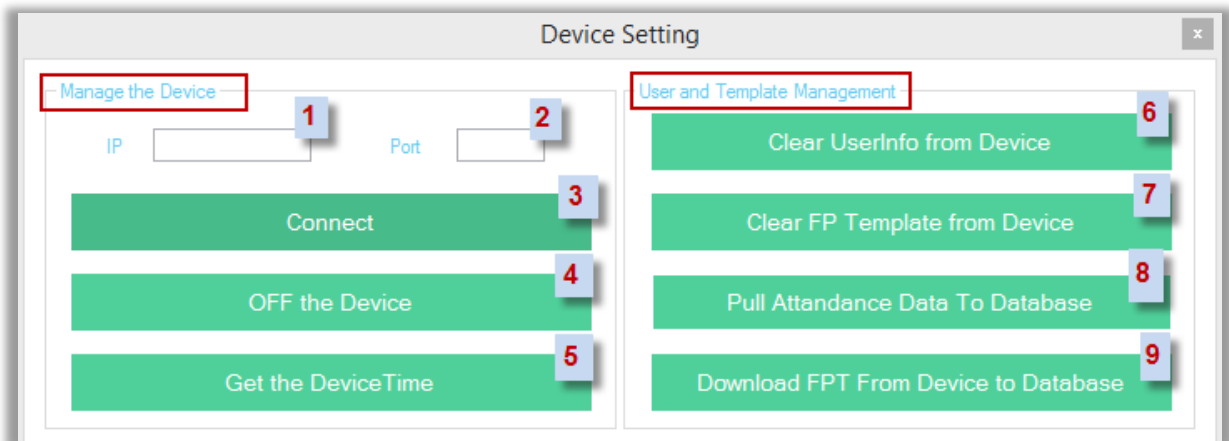 Device Setting
x
Manage the Device
1
2
IP
Port
3
Connect
4
OFF the Device
5
Get the DeviceTime
User and Template Management
6
Clear UserInfo from Device
7
Clear FP Template from Device
8
Pull Attandance Data To Database
9
Download FPT From Device to Database